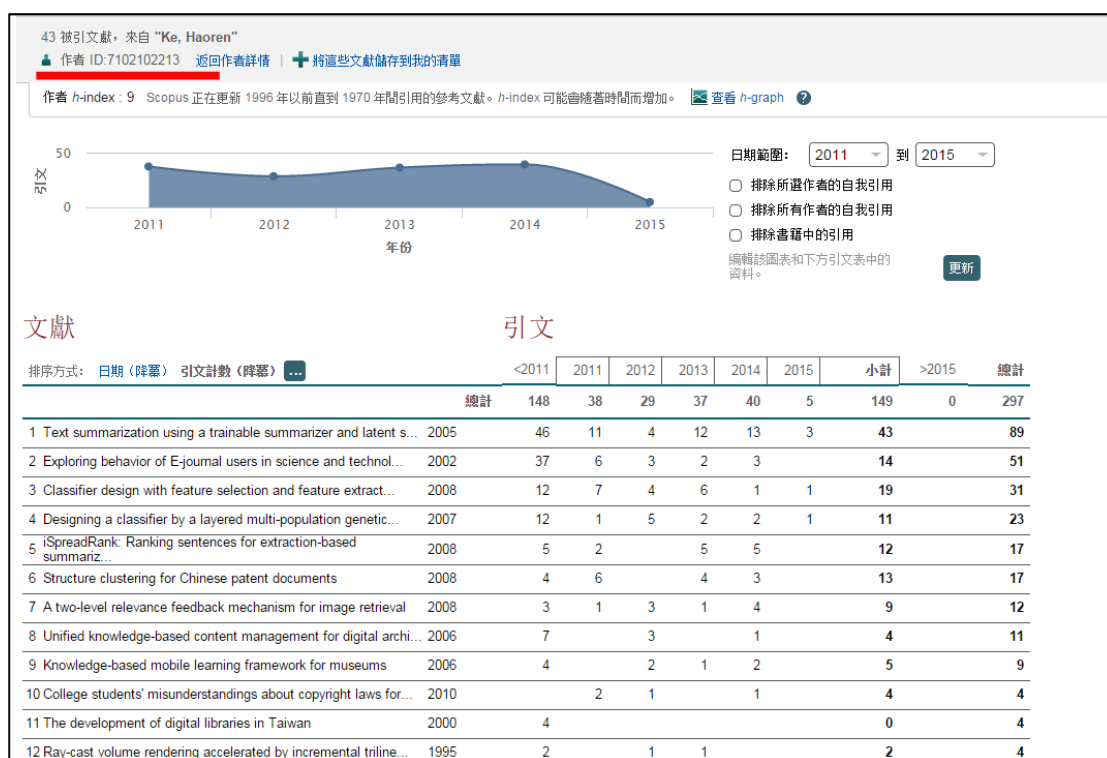 43 被引文獻，來自 "Ke, Haoren"
作者 ID:7102102213 返回作者詳情 | 將這些文獻儲存到我的清單
作者 h-index : 9 Scopus 正在更新 1996 年以前直到 1970 年間引用的參考文獻。h-index 可能會隨著時間而增加。 查看 h-graph ?
50
引文
0
2011 2012 2013 2014 2015
年份
日期範圍： 2011 到 2015
排除所選作者的自我引用
排除所有作者的自我引用
排除書籍中的引用
編輯該圖表和下方引文表中的
資料。
更新
文獻 引文
排序方式： 日期（降冪） 引文計數（降冪） ...
<2011 2011 2012 2013 2014 2015 小計 >2015 總計
總計 148 38 29 37 40 5 149 0 297
1 Text summarization using a trainable summarizer and latent s... 2005 46 11 4 12 13 3 43 89
2 Exploring behavior of E-journal users in science and technol... 2002 37 6 3 2 3 14 51
3 Classifier design with feature selection and feature extract... 2008 12 7 4 6 1 1 19 31
4 Designing a classifier by a layered multi-population genetic... 2007 12 1 5 2 2 1 11 23
5 iSpreadRank: Ranking sentences for extraction-based
summariz... 2008 5 2 5 5 12 17
6 Structure clustering for Chinese patent documents 2008 4 6 4 3 13 17
7 A two-level relevance feedback mechanism for image retrieval 2008 3 1 3 1 4 9 12
8 Unified knowledge-based content management for digital archi... 2006 7 3 1 4 11
9 Knowledge-based mobile learning framework for museums 2006 4 2 1 2 5 9
10 College students' misunderstandings about copyright laws for... 2010 2 1 1 4 4
11 The development of digital libraries in Taiwan 2000 4 0 4
12 Ray-cast volume rendering accelerated by incremental triline... 1995 2 1 1 2 4